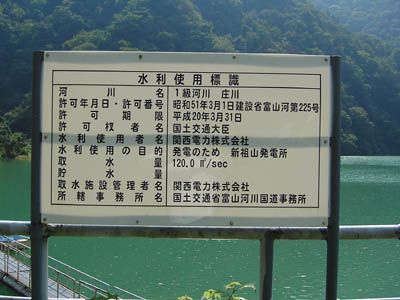 水利使用標識
河川名 1級河川 庄川
許可年月日・許可番号 昭和51年3月1日建設省富山河第225号
許可期限 平成20年3月31日
許可権者名 国土交通大臣
水利使用者名 関西電力株式会社
水利使用の目的 発電のため 新祖山発電所
取水量 120.0㎥/sec
貯水量
取水施設管理者名 関西電力株式会社
所轄事務所名 国土交通省富山河川国道事務所